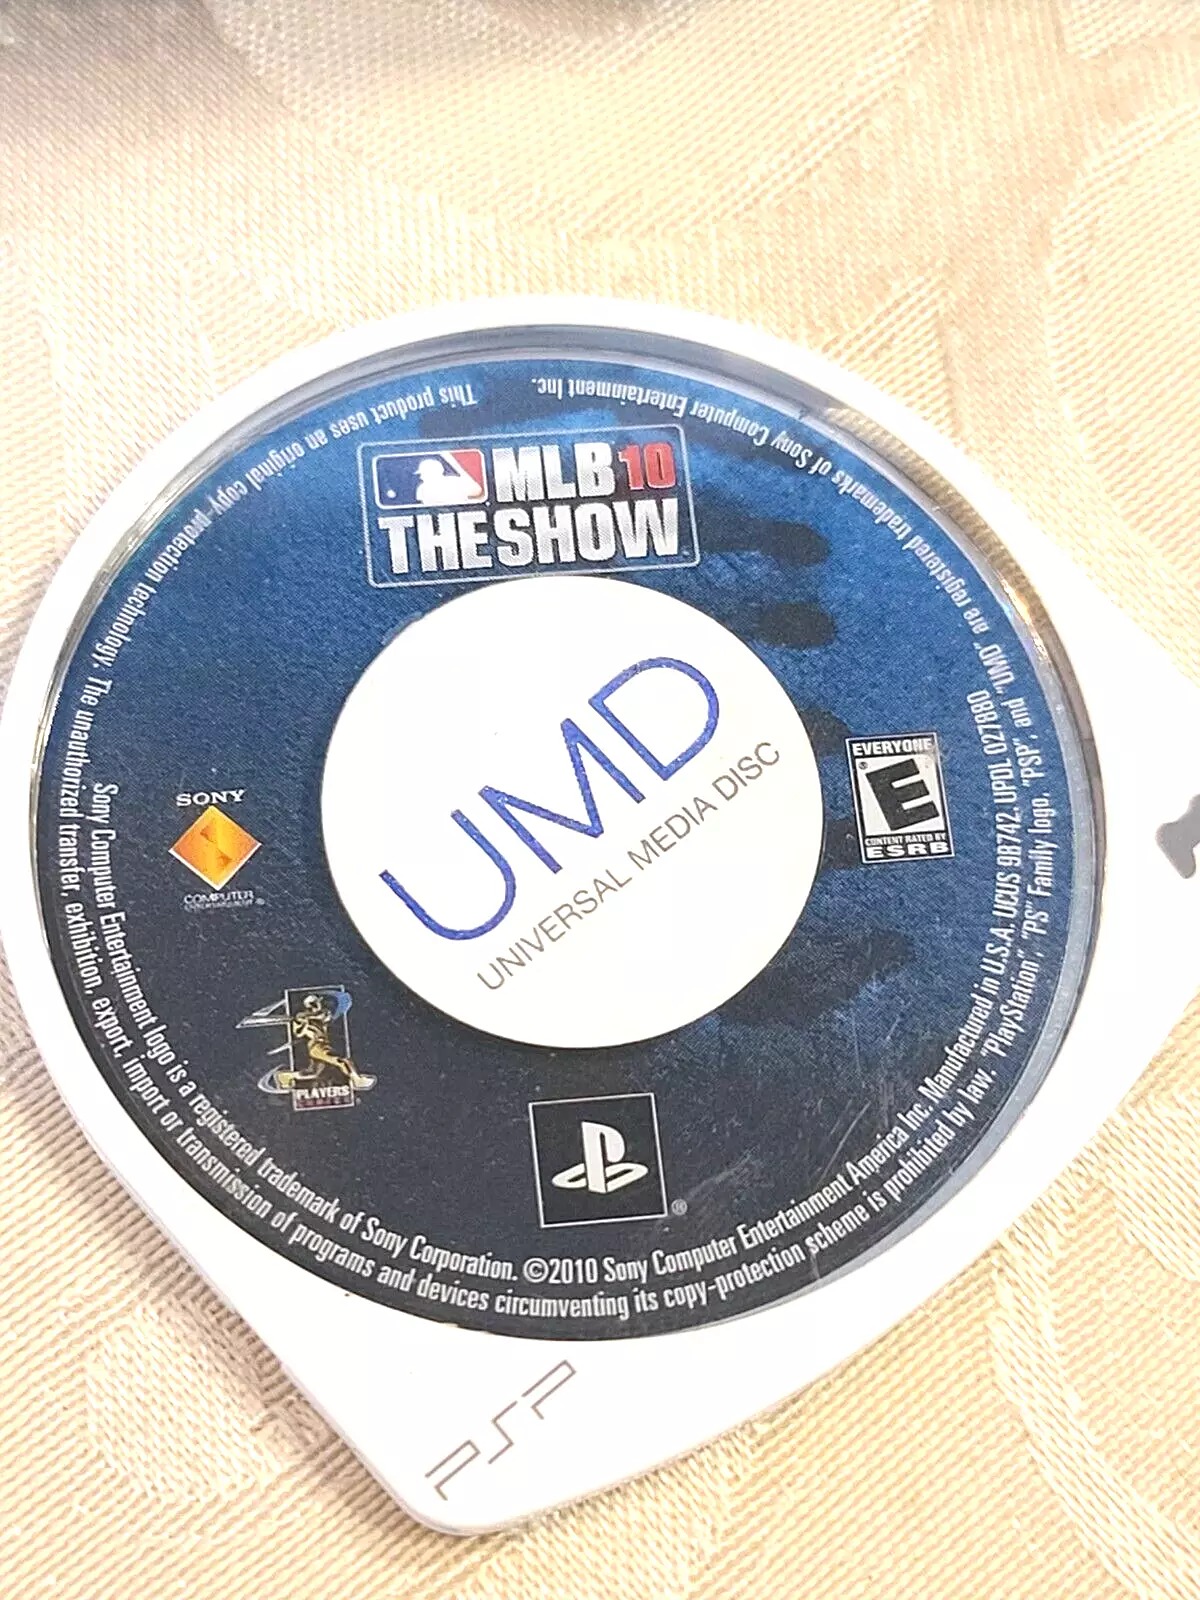 MLB 10
THE SHOW
UMD
UNIVERSAL MEDIA DISC
SONY
COMPUTER
ENTERTAINMENT®
EVERYONE
E®
CONTENT RATED BY
ESRB
PLAYERS
CHOICE
®
Sony Computer Entertainment logo is a registered trademark of Sony Corporation. ©2010 Sony Computer Entertainment America Inc. Manufactured in U.S.A. UCUS 98742 UPDL 027880
This product uses an original copy-protection technology. The unauthorized transfer, exhibition, export, import or transmission of programs and devices circumventing its copy-protection scheme is prohibited by law. "PlayStation", "PS" Family logo, "PSP", and "UMD" are registered trademarks of Sony Computer Entertainment Inc.
PSP